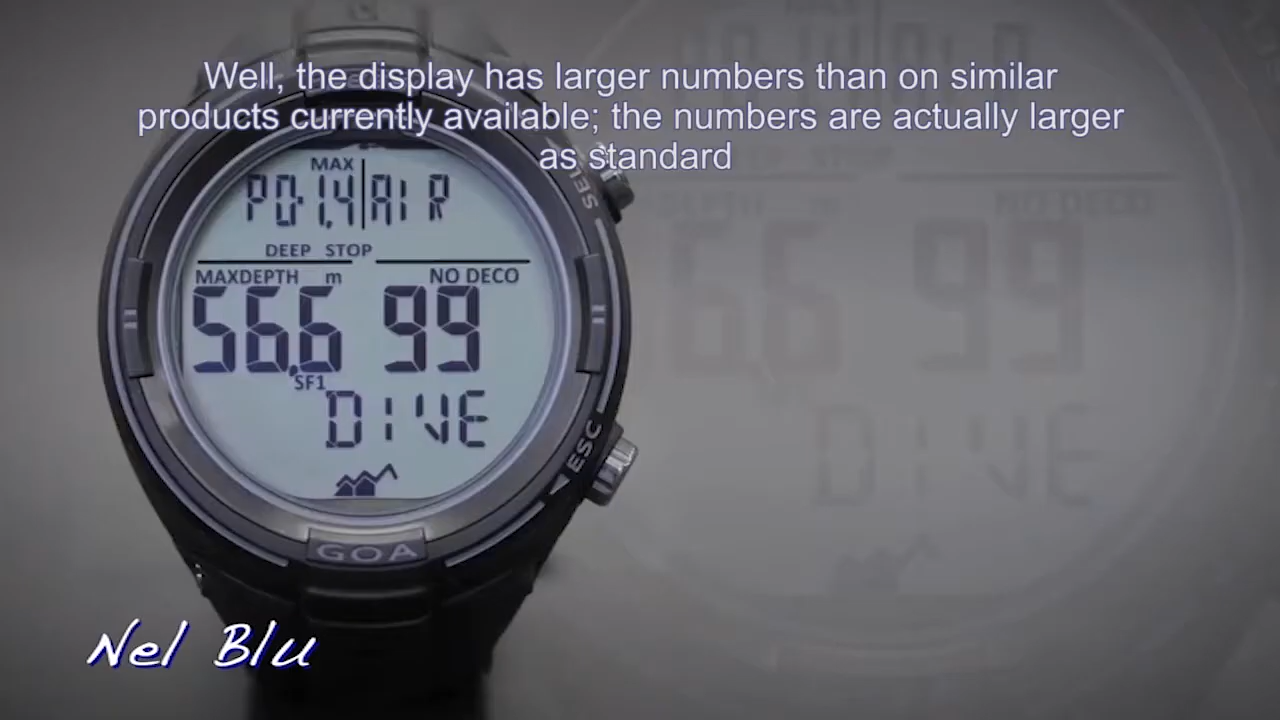 Well, the display has larger numbers than on similar
products currently available; the numbers are actually larger
as standard
SEL
MAX
PO1,4 AIR
DEEP STOP
MAXDEPTH m NO DECO
56,6 99
SF1
DIVE
ESC
GOA
Nel Blu